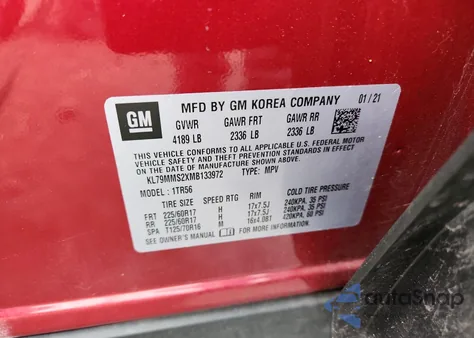 MFD BY GM KOREA COMPANY 01/21
GM
GVWR GAWR FRT GAWR RR
4189 LB 2336 LB 2336 LB
THIS VEHICLE CONFORMS TO ALL APPLICABLE U.S. FEDERAL MOTOR
VEHICLE SAFETY AND THEFT PREVENTION STANDARDS IN EFFECT ON THE
DATE OF MANUFACTURE SHOWN ABOVE.
KL79MMS2XMB133972 TYPE: MPV
MODEL: 1TR56
TIRE SIZE SPEED RTG RIM COLD TIRE PRESSURE
FRT 225/60R17 H 17x7.5J 240KPA, 35 PSI
RR 225/60R17 H 17x7.5J 240KPA, 35 PSI
SPA T125/70R16 M 16x4.0BT 420KPA, 60 PSI
SEE OWNER'S MANUAL FOR MORE INFORMATION.
autoSnap